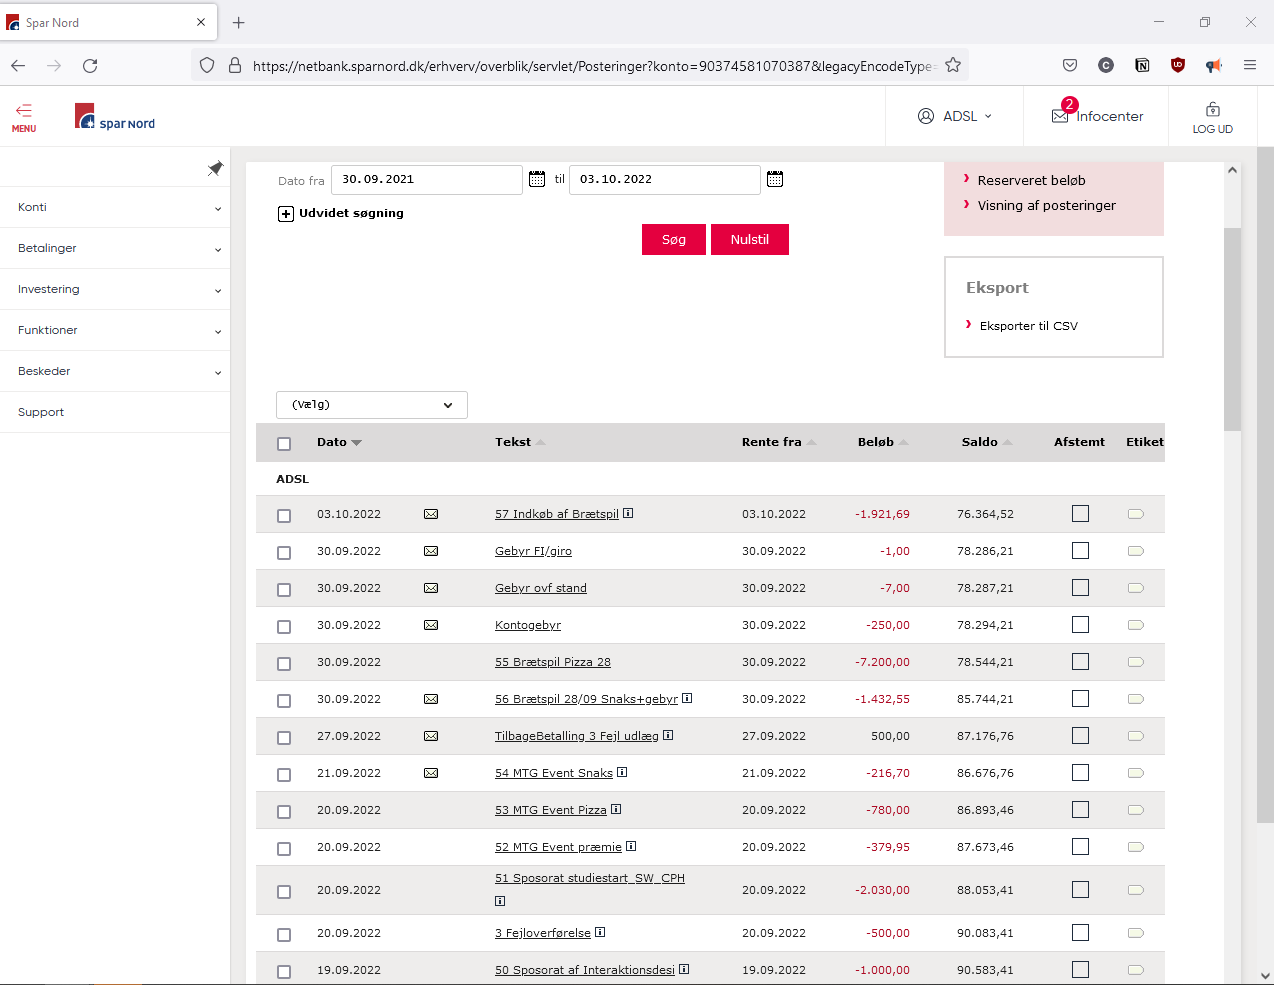 Spar Nord
https://netbank.sparnord.dk/erhverv/overblik/servlet/Posteringer?konto=90374581070387&legacyEncodeType=
MENU
spar nord
ADSL
2
Infocenter
LOG UD
Konti
Betalinger
Investering
Funktioner
Beskeder
Support
Dato fra 30.09.2021 til 03.10.2022
Udvidet søgning
Søg Nulstil
Reserveret beløb
Visning af posteringer
Eksport
Eksporter til CSV
(Vælg)
Dato Tekst Rente fra Beløb Saldo Afstemt Etiket
ADSL
03.10.2022 57 Indkøb af Brætspil 03.10.2022 -1.921,69 76.364,52
30.09.2022 Gebyr FI/giro 30.09.2022 -1,00 78.286,21
30.09.2022 Gebyr ovf stand 30.09.2022 -7,00 78.287,21
30.09.2022 Kontogebyr 30.09.2022 -250,00 78.294,21
30.09.2022 55 Brætspil Pizza 28 30.09.2022 -7.200,00 78.544,21
30.09.2022 56 Brætspil 28/09 Snaks+gebyr 30.09.2022 -1.432,55 85.744,21
27.09.2022 TilbageBetalling 3 Fejl udlæg 27.09.2022 500,00 87.176,76
21.09.2022 54 MTG Event Snaks 21.09.2022 -216,70 86.676,76
20.09.2022 53 MTG Event Pizza 20.09.2022 -780,00 86.893,46
20.09.2022 52 MTG Event præmie 20.09.2022 -379,95 87.673,46
20.09.2022 51 Sposorat studiestart_SW_CPH 20.09.2022 -2.030,00 88.053,41
20.09.2022 3 Fejloverførelse 20.09.2022 -500,00 90.083,41
19.09.2022 50 Sposorat af Interaktionsdesi 19.09.2022 -1.000,00 90.583,41